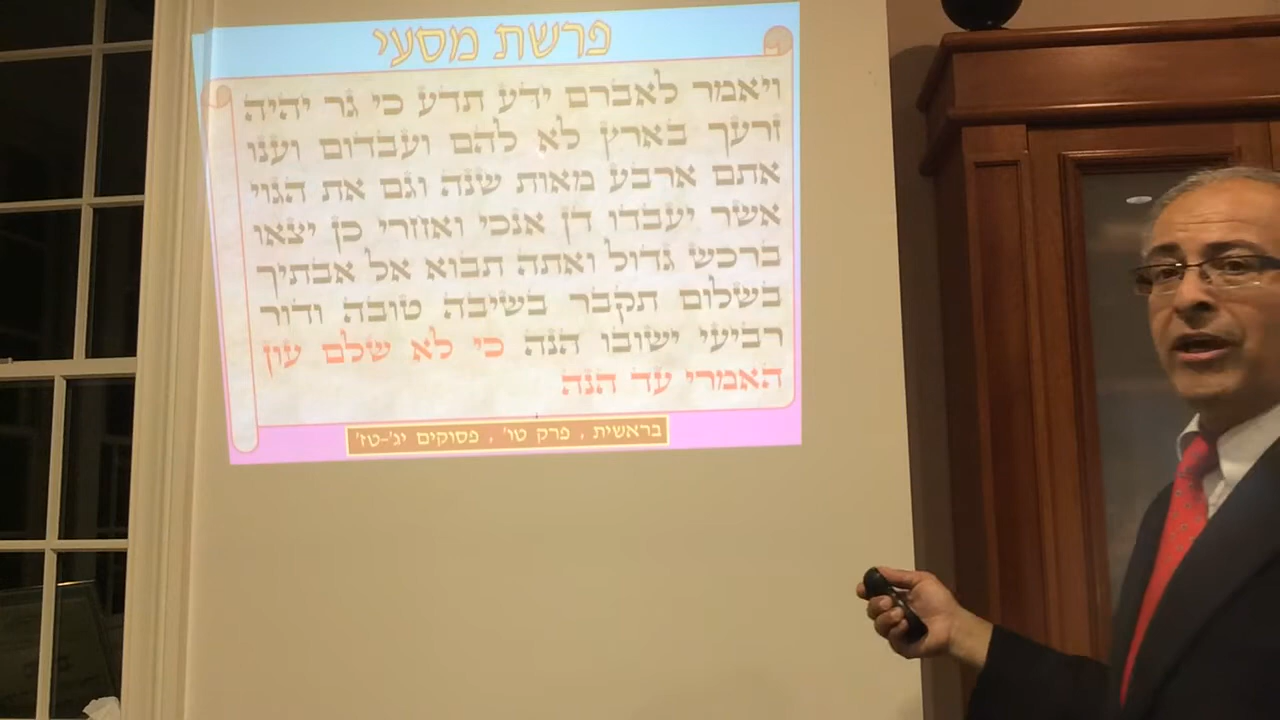 פרשת מסעי
ויאמר לאברם ידע תדע כי גר יהיה
זרעך בארץ לא להם ועבדום וענו
אתם ארבע מאות שנה וגם את הגוי
אשר יעבדו דן אנכי ואחרי כן יצאו
ברכש גדול ואתה תבוא אל אבתיך
בשלום תקבר בשיבה טובה ודור
רביעי ישובו הנה כי לא שלם עון
האמרי עד הנה
בראשית , פרק טו' , פסוקים יג'-טז'